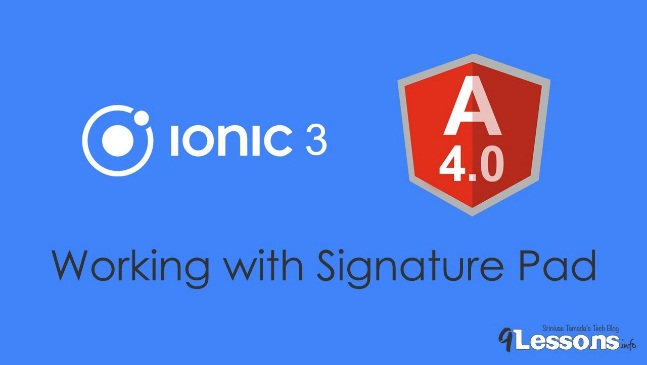 IONIC 3
A
4.0
Working with Signature Pad
Srinivas Tamada's Tech Blog
9Lessons
.info